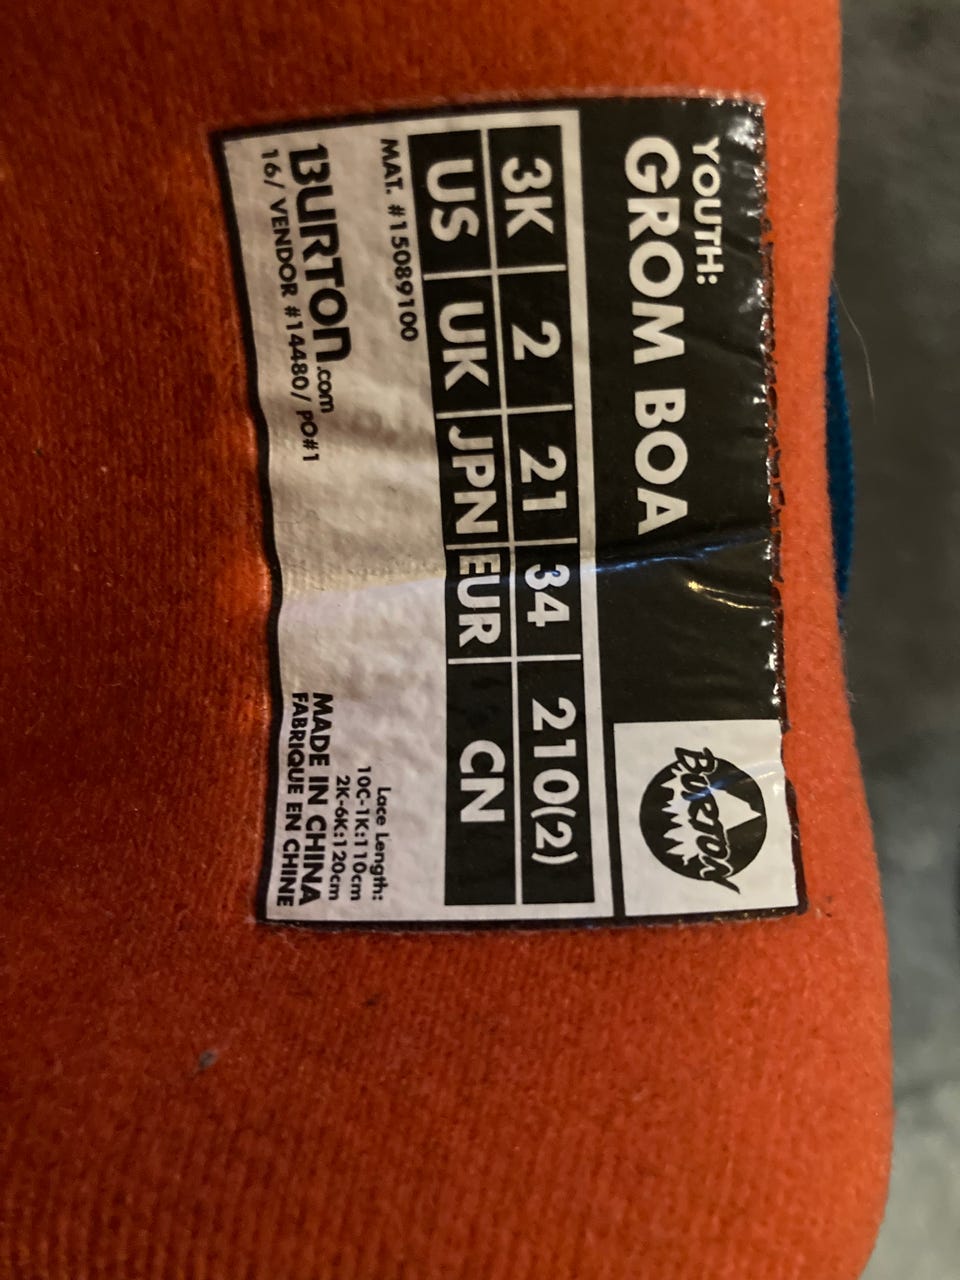 YOUTH:
GROM BOA
BURTON
3K 2 21 34 210(2)
US UK JPN EUR CN
MAT. #15089100
Lace Length:
10C-1K:110cm
2K-6K:120cm
BURTON.com
16/ VENDOR #14480/ PO#1
MADE IN CHINA
FABRIQUE EN CHINE